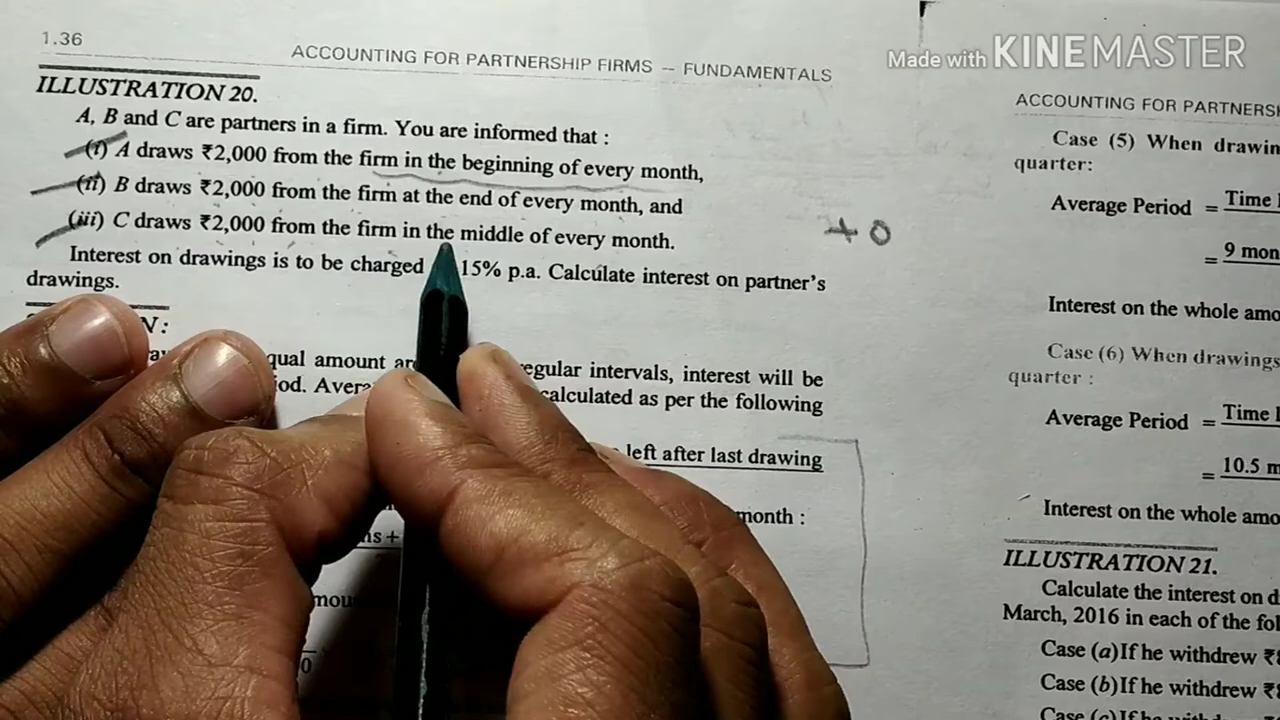 Made with KINEMASTER
1.36
ACCOUNTING FOR PARTNERSHIP FIRMS – FUNDAMENTALS
ILLUSTRATION 20.
A, B and C are partners in a firm. You are informed that :
(i) A draws ₹2,000 from the firm in the beginning of every month,
(ii) B draws ₹2,000 from the firm at the end of every month, and
(iii) C draws ₹2,000 from the firm in the middle of every month.
Interest on drawings is to be charged 15% p.a. Calculate interest on partner's
drawings.
N:
qual amount egular intervals, interest will be
iod. calculated as per the following
left after last drawing
month :
ACCOUNTING FOR PARTNERSH
Case (5) When drawin
quarter:
Average Period = Time
= 9 mon
Interest on the whole amo
Case (6) When drawings
quarter :
Average Period = Time
= 10.5 m
Interest on the whole amo
ILLUSTRATION 21.
Calculate the interest on d
March, 2016 in each of the fol
Case (a) If he withdrew ₹
Case (b) If he withdrew ₹
Case (c) If he